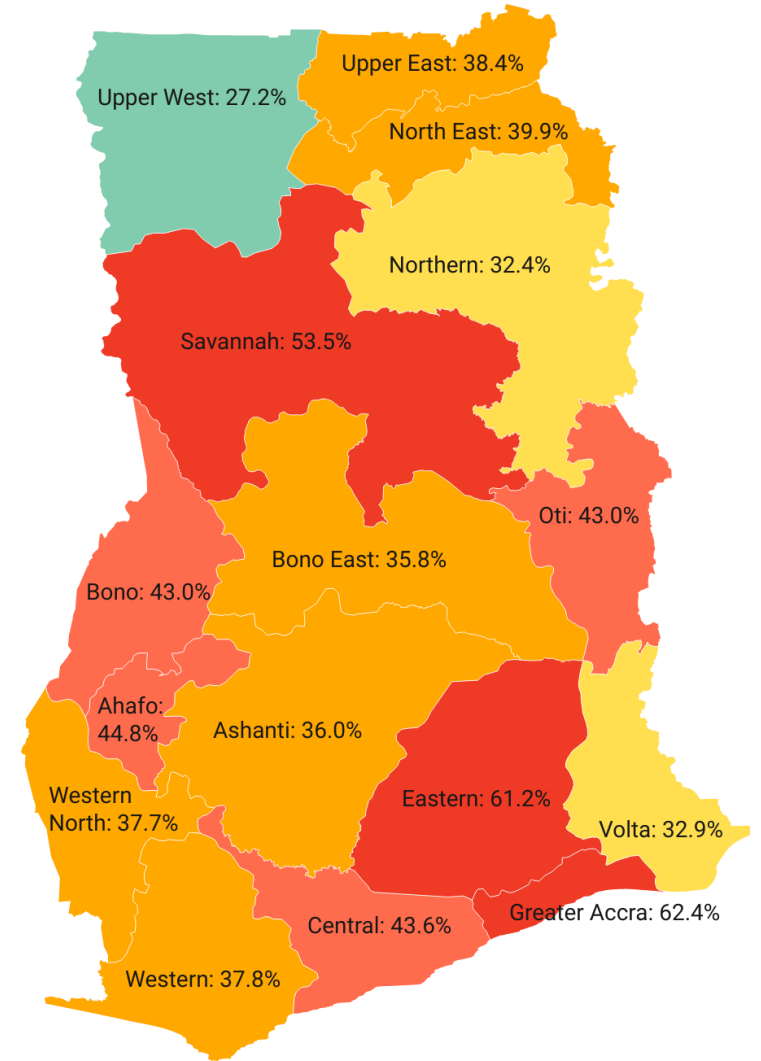 Upper East: 38.4%
Upper West: 27.2%
North East: 39.9%
Northern: 32.4%
Savannah: 53.5%
Oti: 43.0%
Bono East: 35.8%
Bono: 43.0%
Ahafo:
44.8%
Ashanti: 36.0%
Western
North: 37.7%
Eastern: 61.2%
Volta: 32.9%
Greater Accra: 62.4%
Central: 43.6%
Western: 37.8%